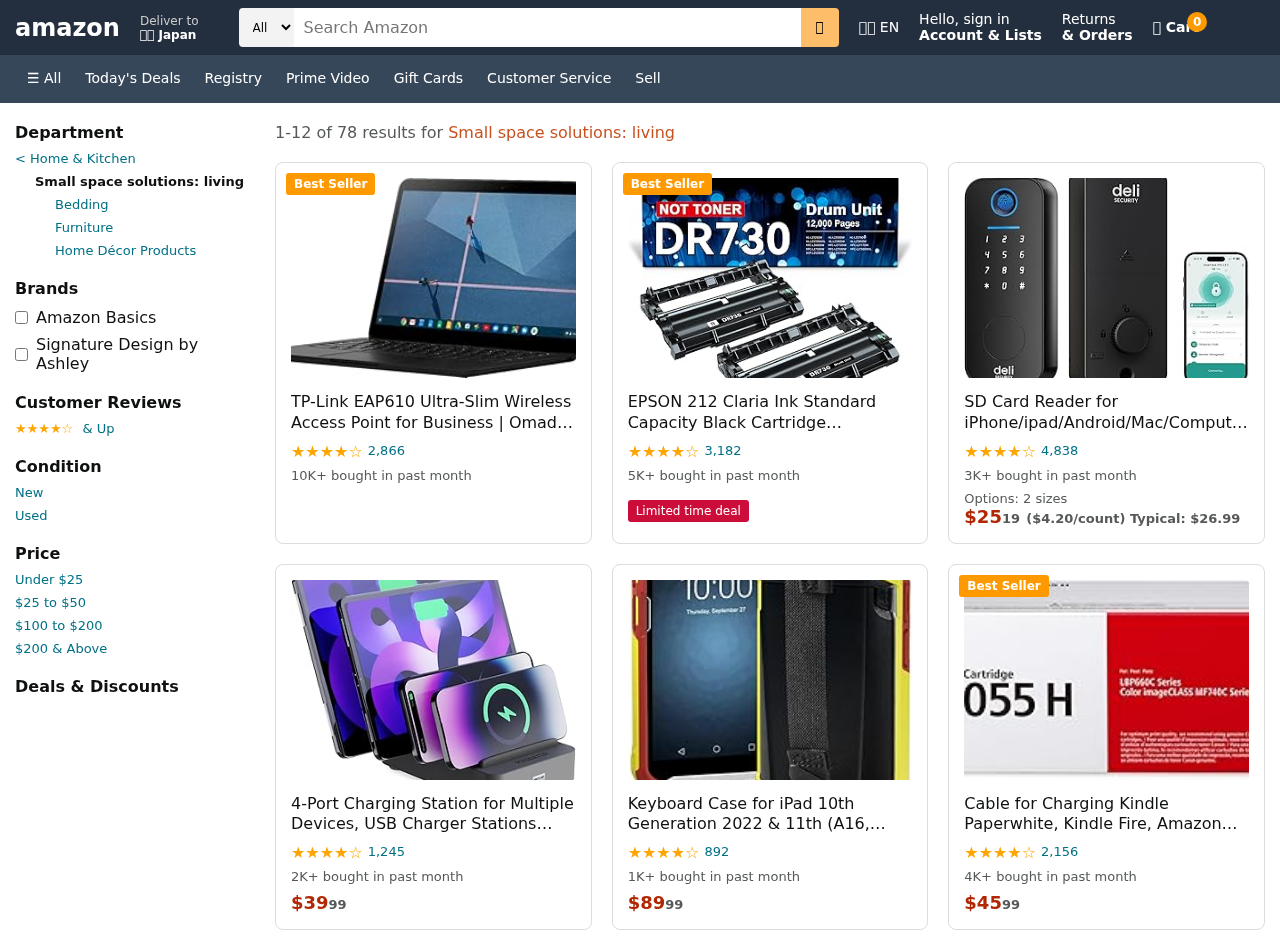 amazon
Deliver to
Japan
All
Search Amazon
EN
Hello, sign in
Account & Lists
Returns
& Orders
0
☰ All
Today's Deals
Registry
Prime Video
Gift Cards
Customer Service
Sell
Department
< Home & Kitchen
Small space solutions: living
Bedding
Furniture
Home Décor Products
Brands
Amazon Basics
Signature Design by
Ashley
Customer Reviews
★★★★☆ & Up
Condition
New
Used
Price
Under $25
$25 to $50
$100 to $200
$200 & Above
Deals & Discounts
1-12 of 78 results for Small space solutions: living
Best Seller
TP-Link EAP610 Ultra-Slim Wireless
Access Point for Business | Omad...
★★★★☆ 2,866
10K+ bought in past month
Best Seller
NOT TONER
Drum Unit
12,000 Pages
DR730
DR730
DR730
EPSON 212 Claria Ink Standard
Capacity Black Cartridge...
★★★★☆ 3,182
5K+ bought in past month
Limited time deal
deli
SECURITY
1 2 3
4 5 6
7 8 9
* 0 #
deli
SECURITY
SD Card Reader for
iPhone/ipad/Android/Mac/Comput...
★★★★☆ 4,838
3K+ bought in past month
Options: 2 sizes
$25 19 ($4.20/count) Typical: $26.99
4-Port Charging Station for Multiple
Devices, USB Charger Stations...
★★★★☆ 1,245
2K+ bought in past month
$39 99
10:00
Thursday, September 27
Keyboard Case for iPad 10th
Generation 2022 & 11th (A16,...
★★★★☆ 892
1K+ bought in past month
$89 99
Best Seller
Cartridge
055 H
LBP660C Series
Color imageCLASS MF740C Serie
Cable for Charging Kindle
Paperwhite, Kindle Fire, Amazon...
★★★★☆ 2,156
4K+ bought in past month
$45 99